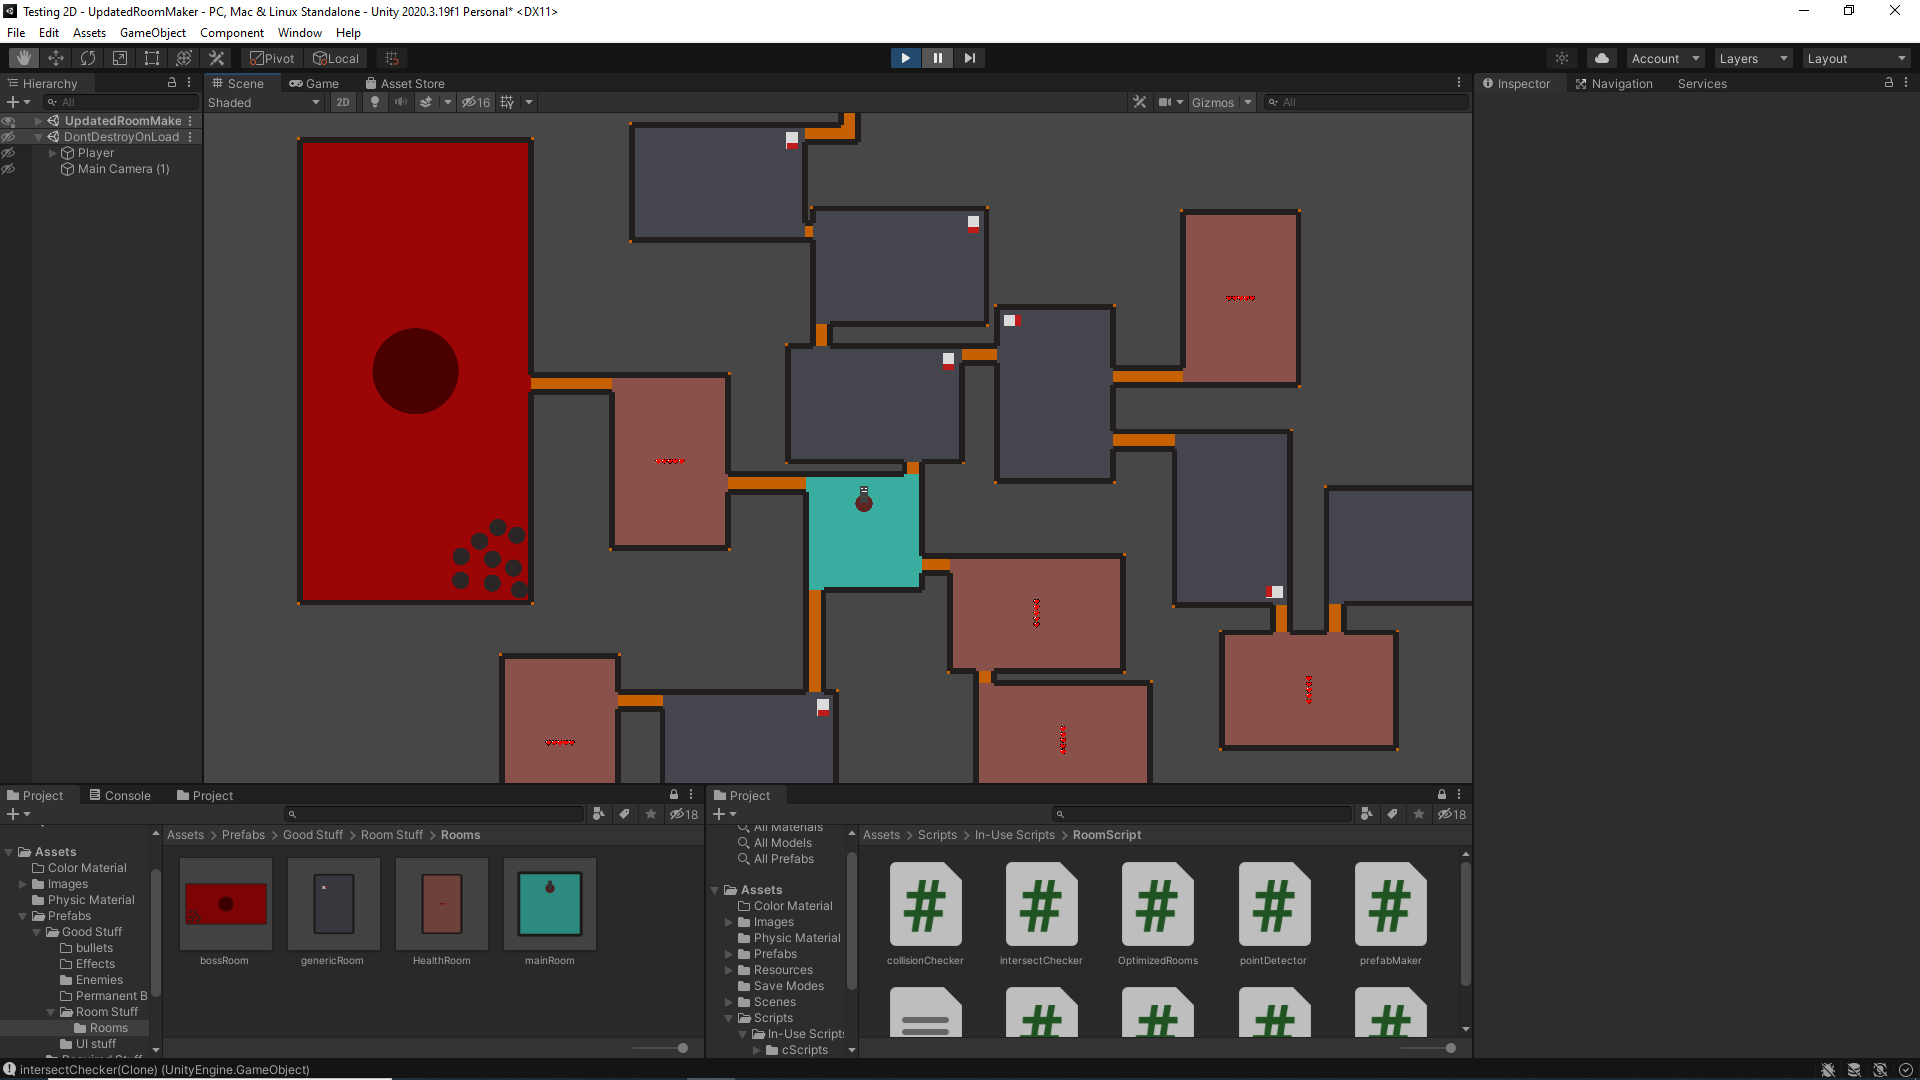 Testing 2D - UpdatedRoomMaker - PC, Mac & Linux Standalone - Unity 2020.3.19f1 Personal* <DX11>
File Edit Assets GameObject Component Window Help
Pivot Local Account Layers Layout
Hierarchy Scene Game Asset Store Inspector Navigation Services
All Shaded 2D 16 Gizmos All
UpdatedRoomMake
DontDestroyOnLoad
Player
Main Camera (1)
Project Console Project
18
Assets > Prefabs > Good Stuff > Room Stuff > Rooms
Assets
Color Material
Images
Physic Material
Prefabs
Good Stuff
bullets
Effects
Enemies
Permanent B
Room Stuff
Rooms
UI stuff
bossRoom genericRoom HealthRoom mainRoom
Project
18
Assets > Scripts > In-Use Scripts > RoomScript
All Materials
All Models
All Prefabs
Assets
Color Material
Images
Physic Material
Prefabs
Resources
Save Modes
Scenes
Scripts
In-Use Scripts
cScripts
collisionChecker intersectChecker OptimizedRooms pointDetector prefabMaker
intersectChecker(Clone) (UnityEngine.GameObject)